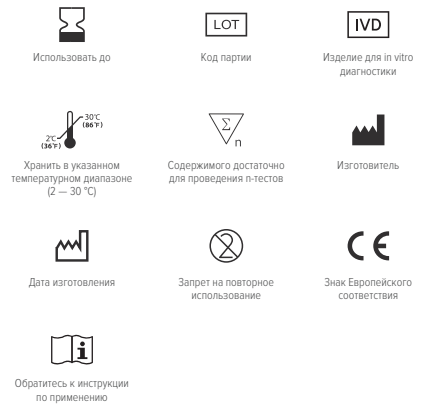 LOT
IVD
Использовать до
Код партии
Изделие для in vitro
диагностики
30°C
(86°F)
2°C
(36°F)
Σ
n
Хранить в указанном
температурном диапазоне
(2 — 30 °C)
Содержимого достаточно
для проведения n-тестов
Изготовитель
2
CE
Дата изготовления
Запрет на повторное
использование
Знак Европейского
соответствия
i
Обратитесь к инструкции
по применению